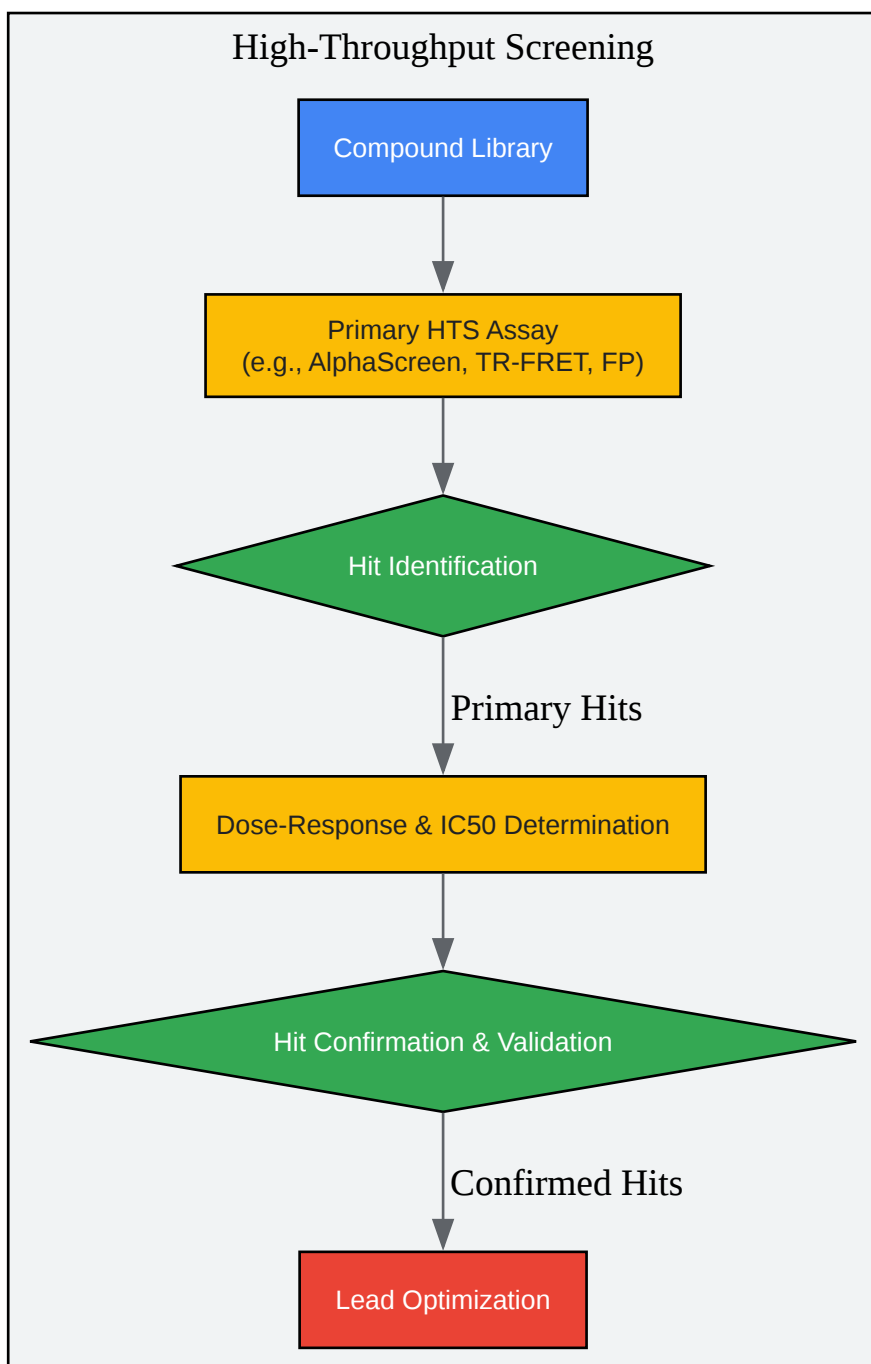 High-Throughput Screening
Compound Library
Primary HTS Assay
(e.g., AlphaScreen, TR-FRET, FP)
Hit Identification
Primary Hits
Dose-Response & IC50 Determination
Hit Confirmation & Validation
Confirmed Hits
Lead Optimization